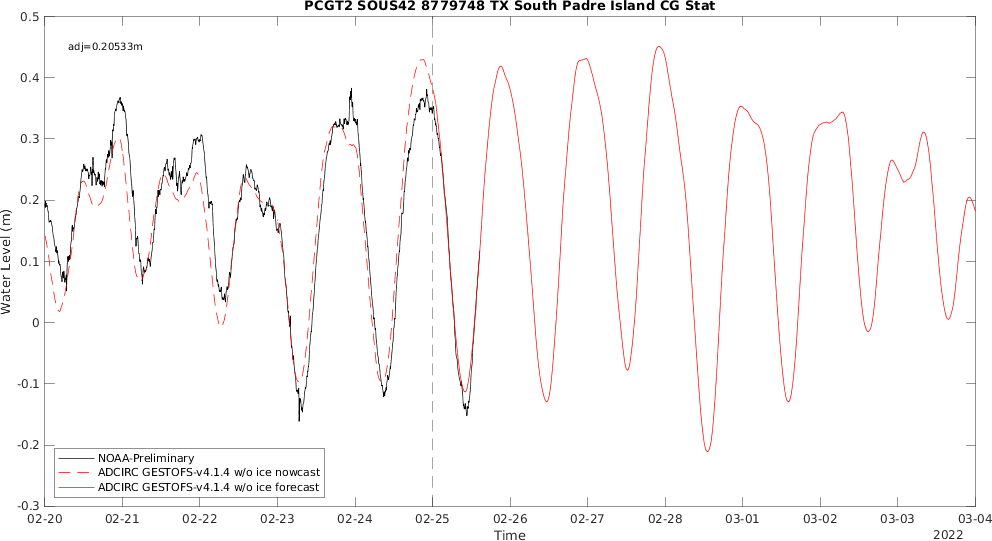 PCGT2 SOUS42 8779748 TX South Padre Island CG Stat
adj=0.20533m
0.5
0.4
0.3
0.2
0.1
0
-0.1
-0.2
-0.3
Water Level (m)
NOAA-Preliminary
ADCIRC GESTOFS-v4.1.4 w/o ice nowcast
ADCIRC GESTOFS-v4.1.4 w/o ice forecast
02-20 02-21 02-22 02-23 02-24 02-25 02-26 02-27 02-28 03-01 03-02 03-03 03-04
Time
2022